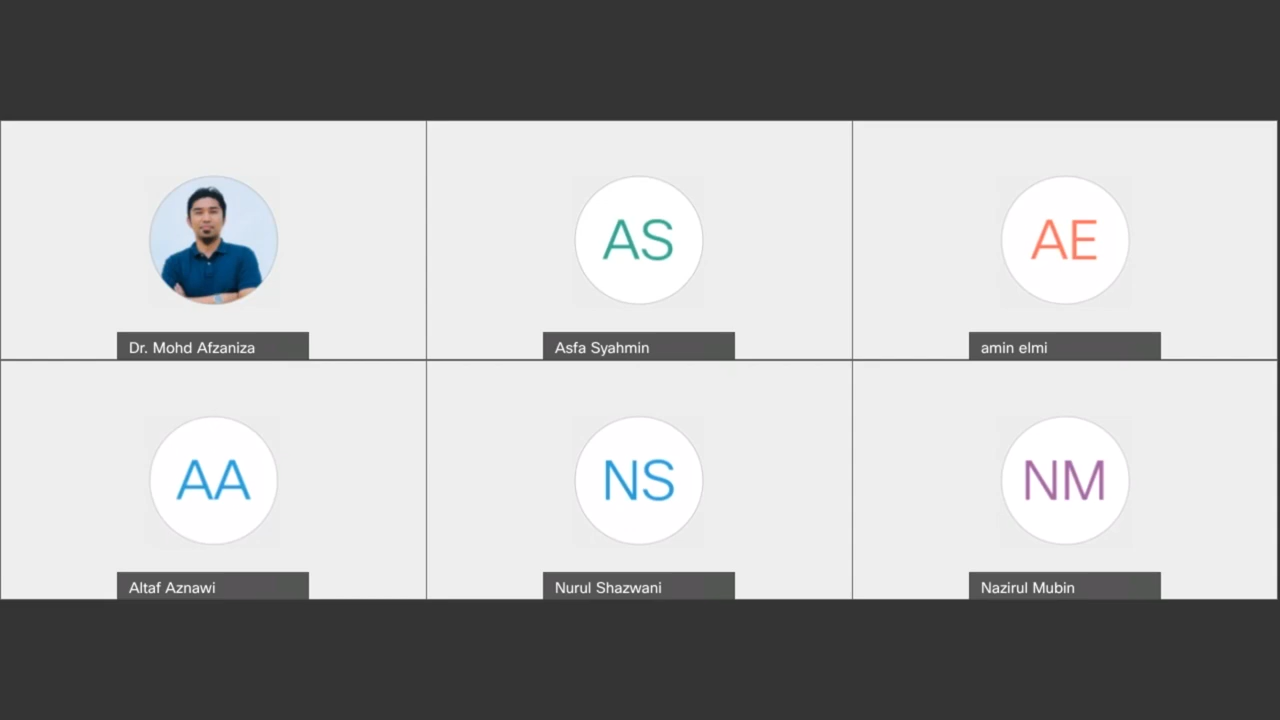 AS
AE
Dr. Mohd Afzaniza
Asfa Syahmin
amin elmi
AA
NS
NM
Altaf Aznawi
Nurul Shazwani
Nazirul Mubin